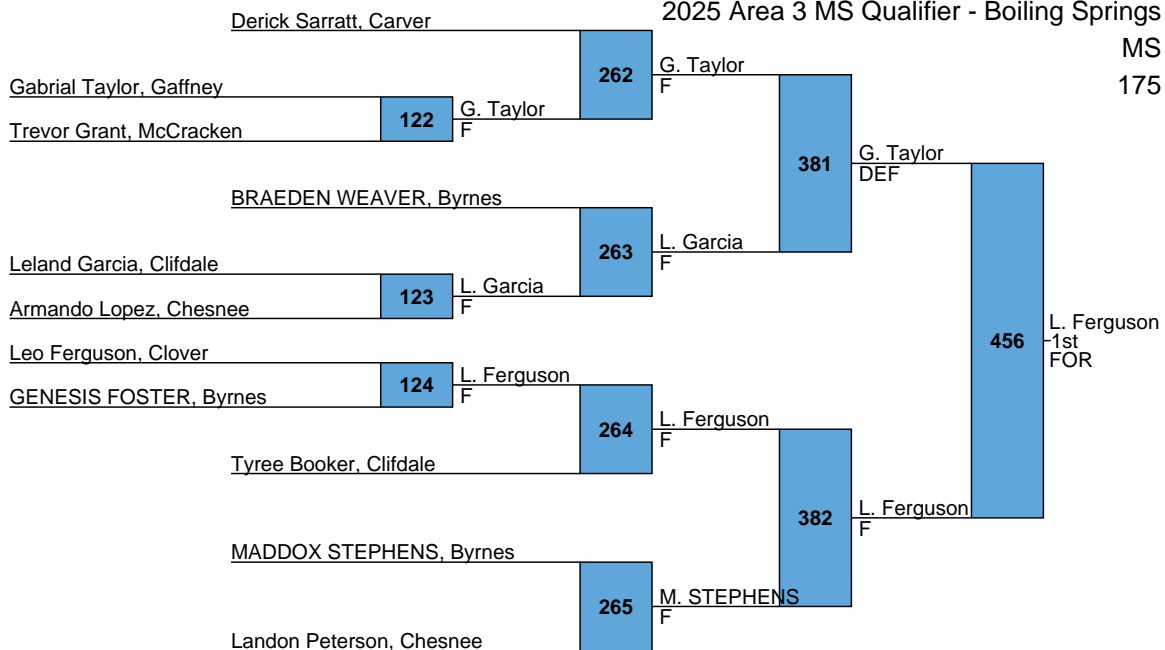 2025 Area 3 MS Qualifier - Boiling Springs
MS
175
Derick Sarratt, Carver
262
G. Taylor
F
Gabrial Taylor, Gaffney
122
G. Taylor
F
Trevor Grant, McCracken
381
G. Taylor
DEF
BRAEDEN WEAVER, Byrnes
263
L. Garcia
F
Leland Garcia, Clifdale
123
L. Garcia
F
Armando Lopez, Chesnee
456
L. Ferguson
1st
FOR
Leo Ferguson, Clover
124
L. Ferguson
F
GENESIS FOSTER, Byrnes
264
L. Ferguson
F
Tyree Booker, Clifdale
382
L. Ferguson
F
MADDOX STEPHENS, Byrnes
265
M. STEPHENS
F
Landon Peterson, Chesnee